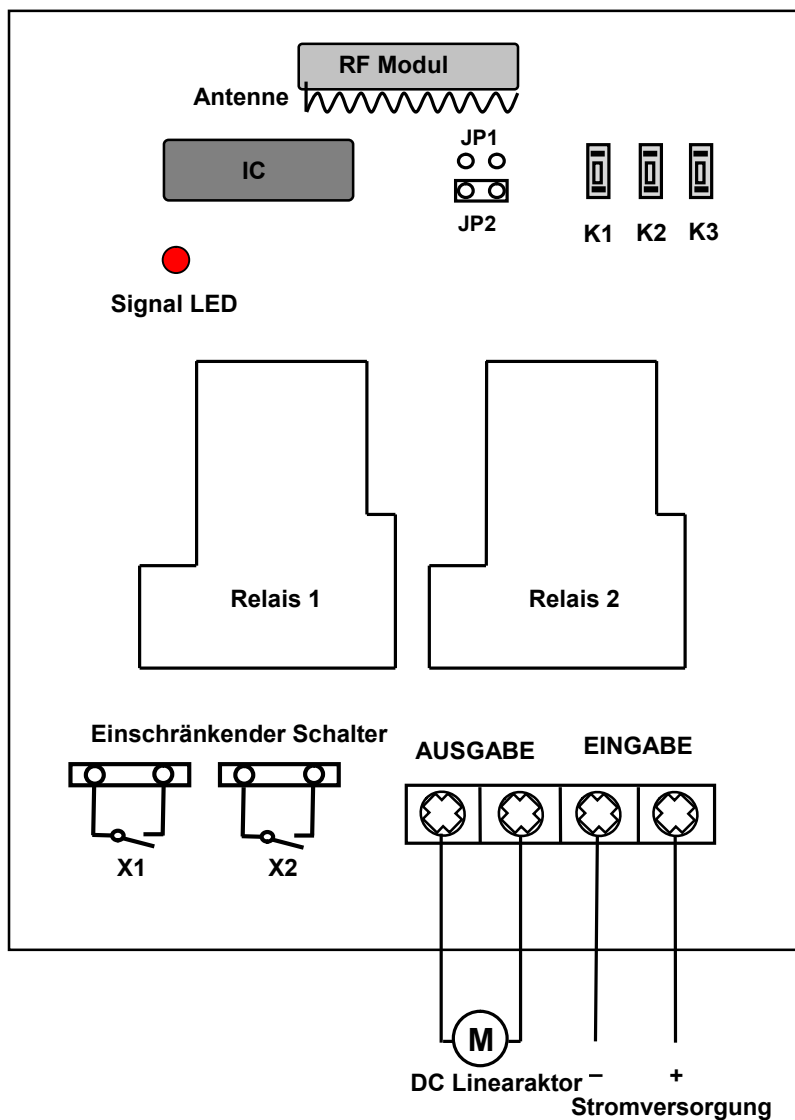 RF Modul
Antenne
JP1
IC
JP2
K1 K2 K3
Signal LED
Relais 1
Relais 2
Einschränkender Schalter
AUSGABE
EINGABE
X1
X2
M
DC Linearaktor
– +
Stromversorgung